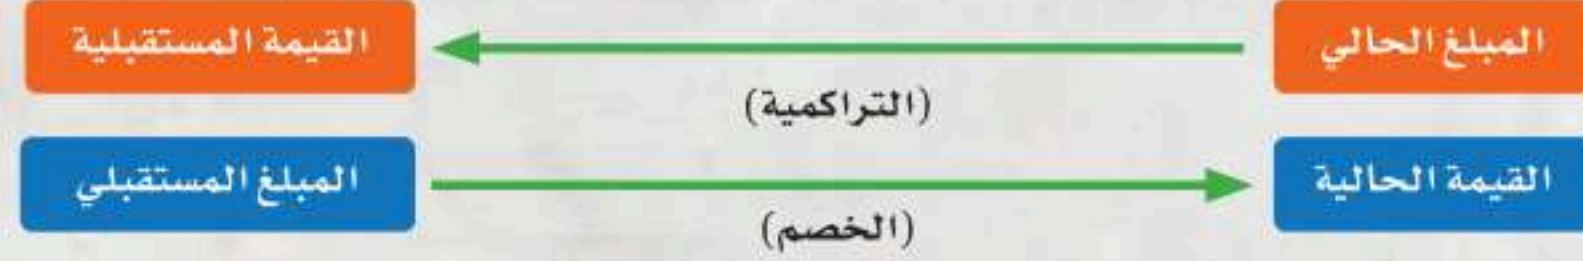 المبلغ الحالي
القيمة المستقبلية
(التراكمية)
القيمة الحالية
المبلغ المستقبلي
(الخصم)